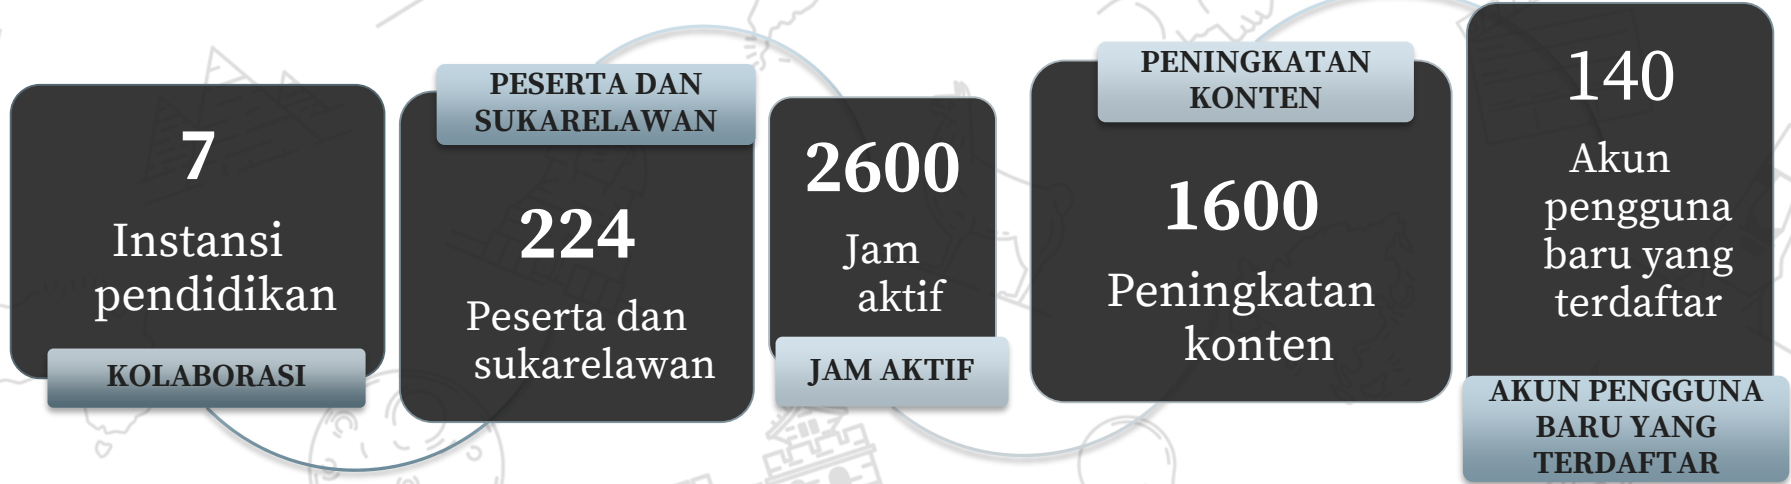 7
Instansi
pendidikan
KOLABORASI
PESERTA DAN
SUKARELAWAN
224
Peserta dan
sukarelawan
2600
Jam
aktif
JAM AKTIF
PENINGKATAN
KONTEN
1600
Peningkatan
konten
140
Akun
pengguna
baru yang
terdaftar
AKUN PENGGUNA
BARU YANG
TERDAFTAR